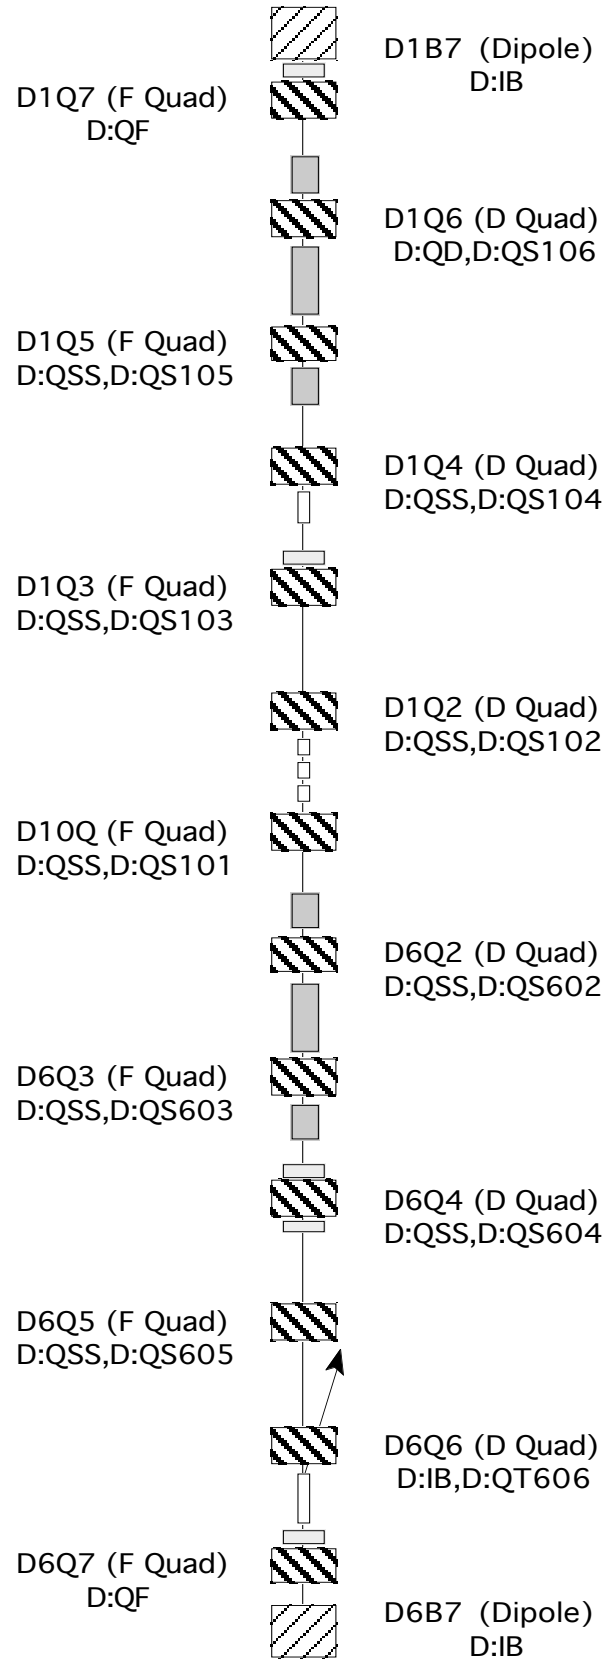 D1B7 (Dipole)
D:IB
D1Q7 (F Quad)
D:QF
D1Q6 (D Quad)
D:QD,D:QS106
D1Q5 (F Quad)
D:QSS,D:QS105
D1Q4 (D Quad)
D:QSS,D:QS104
D1Q3 (F Quad)
D:QSS,D:QS103
D1Q2 (D Quad)
D:QSS,D:QS102
D10Q (F Quad)
D:QSS,D:QS101
D6Q2 (D Quad)
D:QSS,D:QS602
D6Q3 (F Quad)
D:QSS,D:QS603
D6Q4 (D Quad)
D:QSS,D:QS604
D6Q5 (F Quad)
D:QSS,D:QS605
D6Q6 (D Quad)
D:IB,D:QT606
D6Q7 (F Quad)
D:QF
D6B7 (Dipole)
D:IB